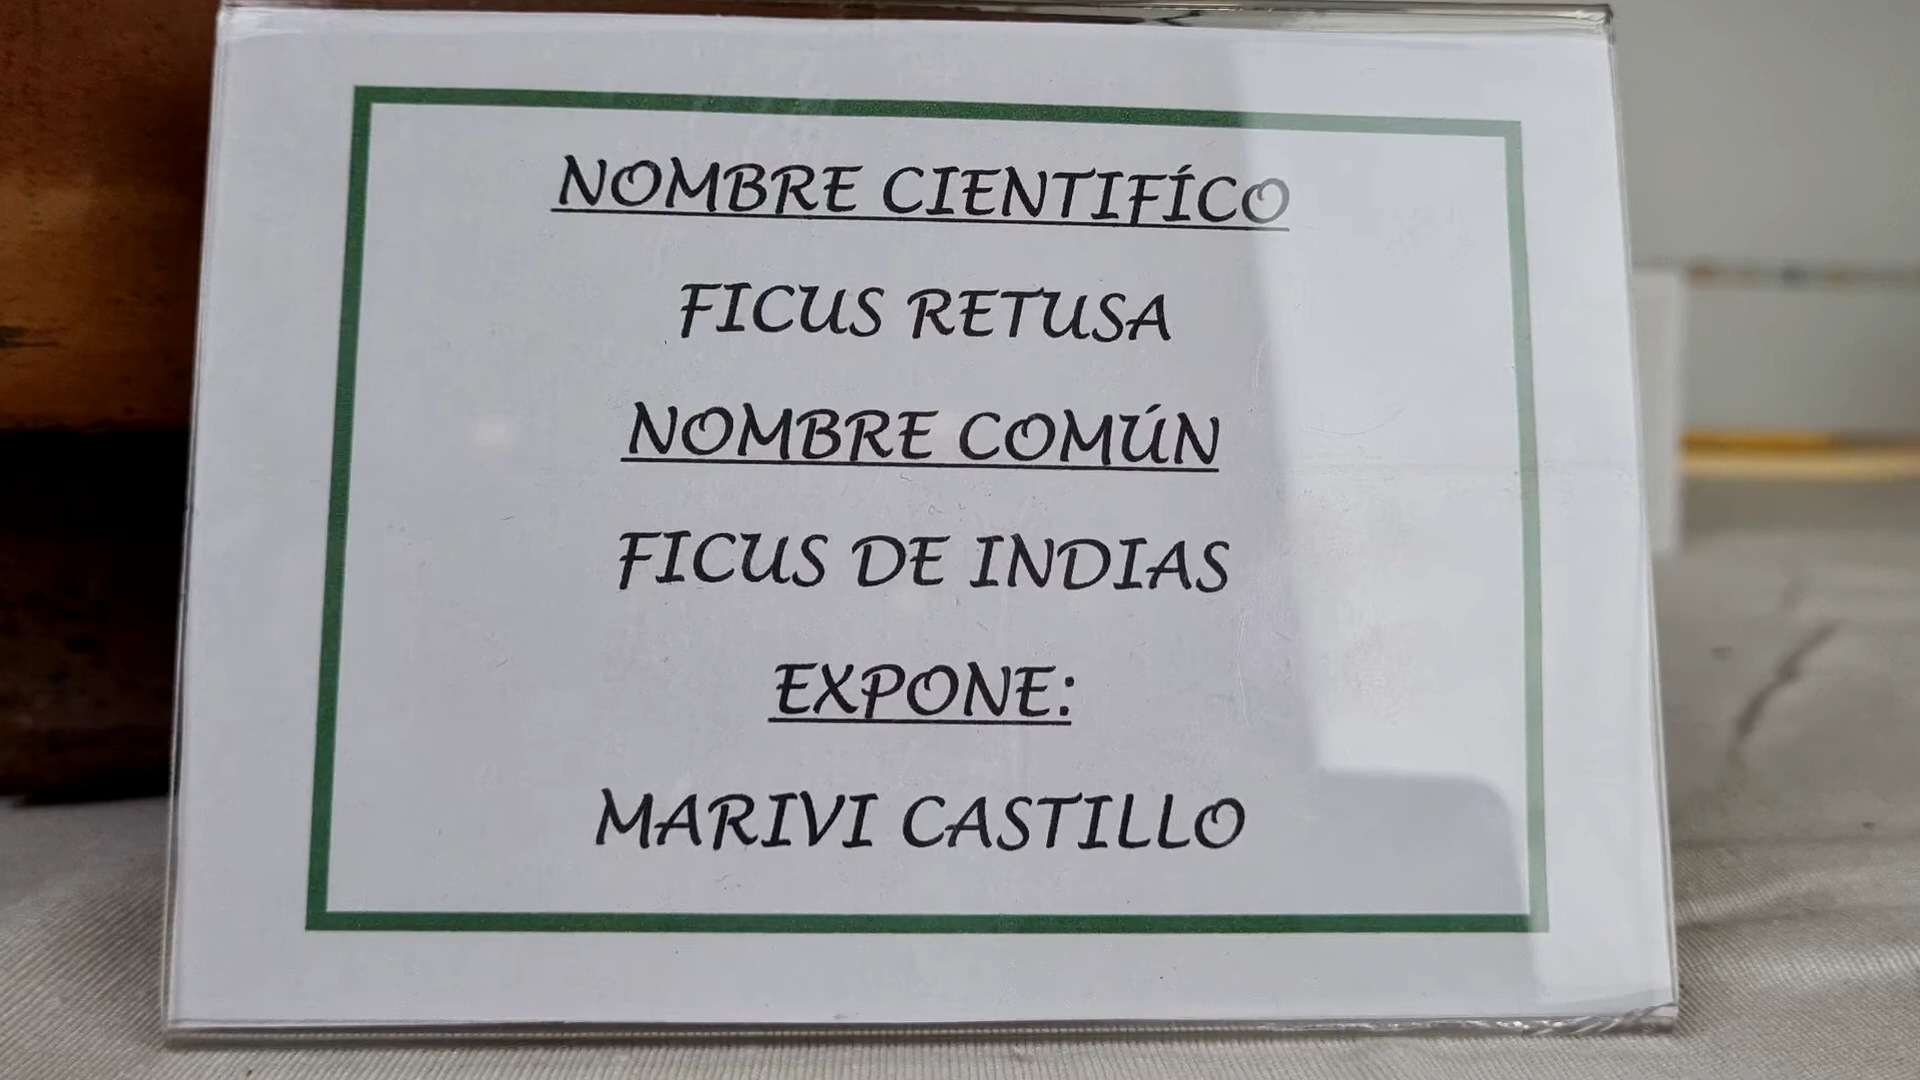 NOMBRE CIENTIFÍCO
FICUS RETUSA
NOMBRE COMÚN
FICUS DE INDIAS
EXPONE:
MARIVI CASTILLO